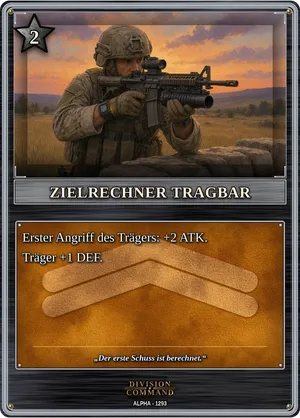 2
ZIELRECHNER TRAGBAR
Erster Angriff des Trägers: +2 ATK.
Träger +1 DEF.
„Der erste Schuss ist berechnet.“
DIVISION
COMMAND
ALPHA - 1293